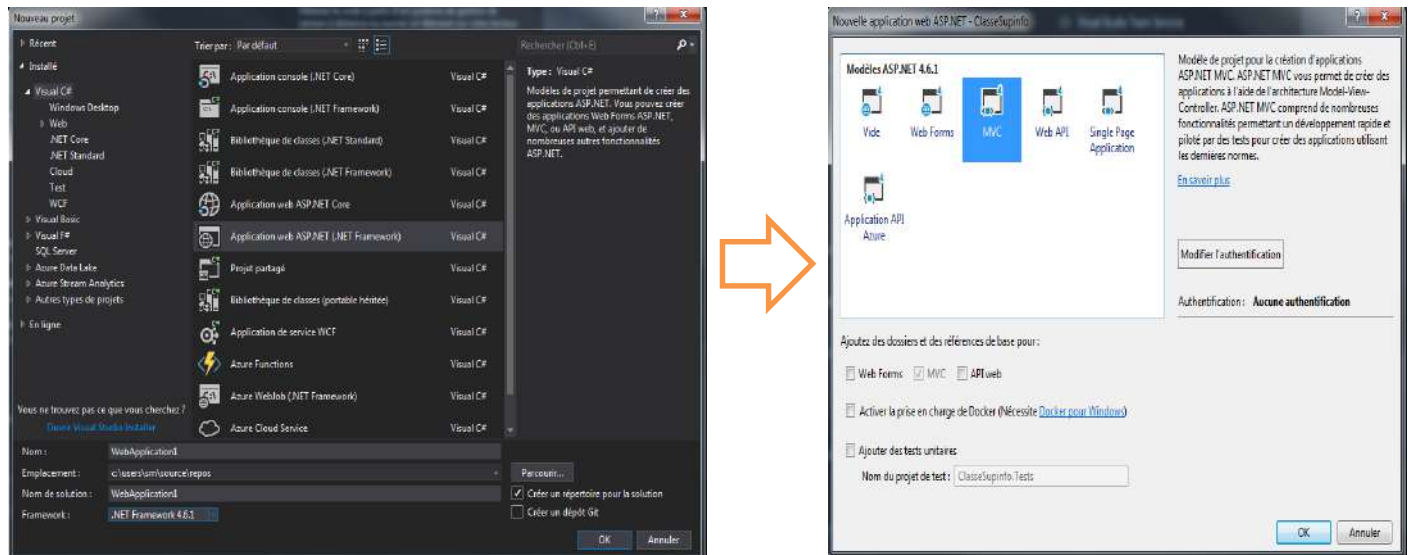 Nouveau projet
Récent
Installé
Visual C#
Windows Desktop
Web
.NET Core
.NET Standard
Cloud
Test
WCF
Visual Basic
Visual F#
SQL Server
Azure Data Lake
Azure Stream Analytics
Autres types de projets
En ligne
Vous ne trouvez pas ce que vous cherchez ?
Ouvrir Visual Studio Installer
Trier par : Par défaut
Application console (.NET Core) Visual C#
Application console (.NET Framework) Visual C#
Bibliothèque de classes (.NET Standard) Visual C#
Bibliothèque de classes (.NET Framework) Visual C#
Application web ASP.NET Core Visual C#
Application web ASP.NET (.NET Framework) Visual C#
Projet partagé Visual C#
Bibliothèque de classes (portable héritée) Visual C#
Application de service WCF Visual C#
Azure Functions Visual C#
Azure WebJob (.NET Framework) Visual C#
Azure Cloud Service Visual C#
Rechercher (Ctrl+E)
Type : Visual C#
Modèles de projet permettant de créer des
applications ASP.NET. Vous pouvez créer
des applications Web Forms ASP.NET,
MVC, ou API web, et ajouter de
nombreuses autres fonctionnalités
ASP.NET.
Nom : WebApplication1
Emplacement : c:\users\sm\source\repos Parcourir...
Nom de solution : WebApplication1 Créer un répertoire pour la solution
Framework : .NET Framework 4.6.1 Créer un dépôt Git
OK Annuler
Nouvelle application web ASP.NET - ClasseSupinfo
Modèles ASP.NET 4.6.1
Vide
Web Forms
MVC
Web API
Single Page
Application
Application API
Azure
Modèle de projet pour la création d'applications
ASP.NET MVC. ASP.NET MVC vous permet de créer des
applications à l'aide de l'architecture Model-View-
Controller. ASP.NET MVC comprend de nombreuses
fonctionnalités permettant un développement rapide et
piloté par des tests pour créer des applications utilisant
les dernières normes.
En savoir plus
Modifier l'authentification
Authentification : Aucune authentification
Ajoutez des dossiers et des références de base pour :
Web Forms MVC API web
Activer la prise en charge de Docker (Nécessite Docker pour Windows)
Ajouter des tests unitaires
Nom du projet de test : ClasseSupinfo.Tests
OK Annuler